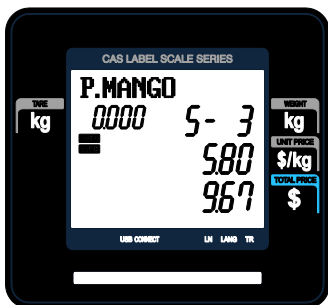 CAS LABEL SCALE SERIES
P.MANGO
TARE
kg
0.000
5- 3
WEIGHT
kg
5.80
UNIT PRICE
$/kg
9.67
TOTAL PRICE
$
USB CONNECT LN LANG TR